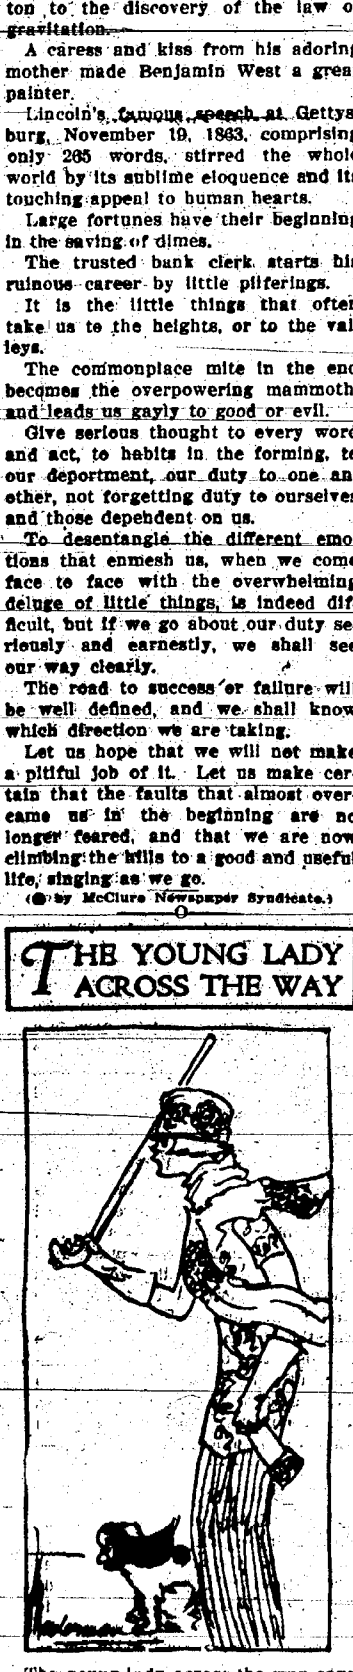 ton to the discovery of the law o
gravitation.
A caress and kiss from his adoring
mother made Benjamin West a grea
painter.
Lincoln's famous speech at Gettys
burg, November 19, 1863, comprising
only 265 words, stirred the whole
world by its sublime eloquence and it
touching appeal to human hearts.
Large fortunes have their beginning
in the saving of dimes.
The trusted bank clerk starts hi
ruinous career by little pilferings.
It is the little things that often
take us to the heights, or to the val
leys.
The commonplace mite in the end
becomes the overpowering mammoth
and leads us gayly to good or evil.
Give serious thought to every word
and act, to habits in the forming, to
our deportment, our duty to one an
other, not forgetting duty to ourselves
and those dependent on us.
To desentangle the different emo
tions that enmesh us, when we come
face to face with the overwhelming
deluge of little things, is indeed dif
ficult, but if we go about our duty se
riously and earnestly, we shall see
our way clearly.
The road to success or failure will
be well defined, and we shall know
which direction we are taking.
Let us hope that we will not make
a pitiful job of it. Let us make cer
tain that the faults that almost over-
came us in the beginning are no
longer feared, and that we are now
climbing the hills to a good and useful
life, singing as we go.
(© by McClure Newspaper Syndicate.)
THE YOUNG LADY
ACROSS THE WAY
The young lady across the way